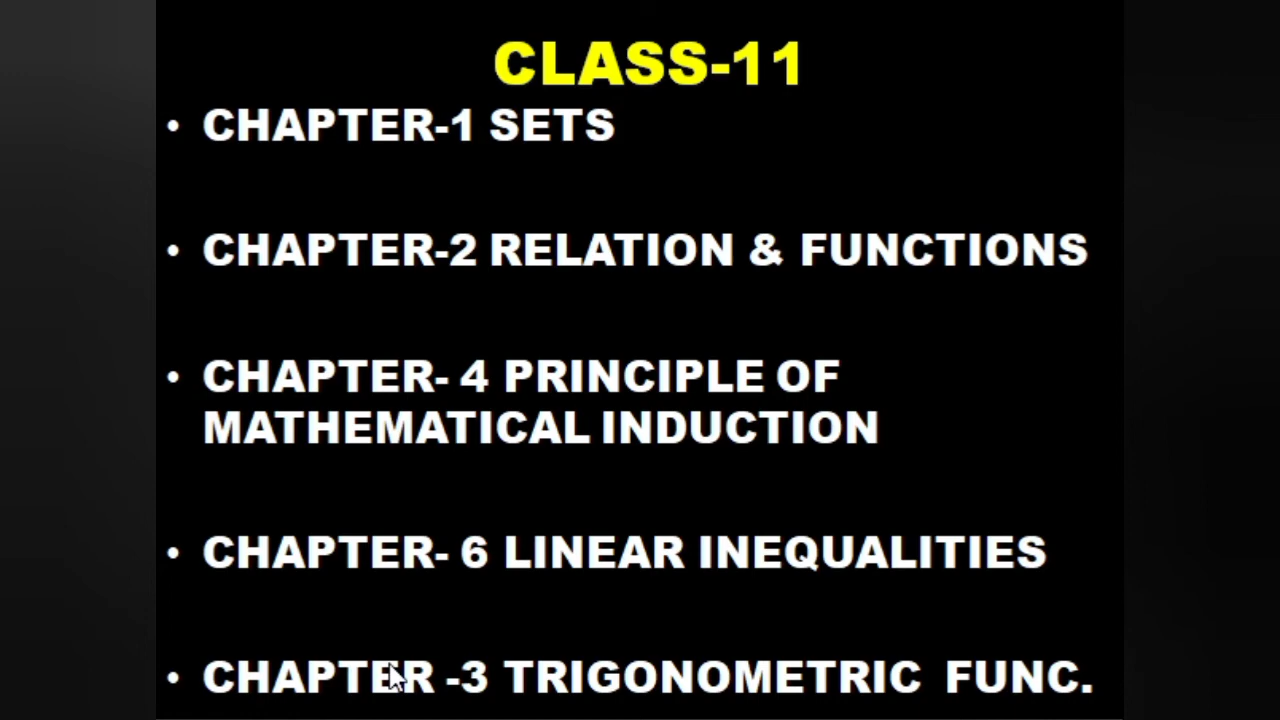 CLASS-11
• CHAPTER-1 SETS
• CHAPTER-2 RELATION & FUNCTIONS
• CHAPTER- 4 PRINCIPLE OF
MATHEMATICAL INDUCTION
• CHAPTER- 6 LINEAR INEQUALITIES
• CHAPTER -3 TRIGONOMETRIC FUNC.